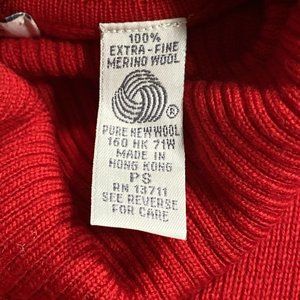 100%
EXTRA-FINE
MERINO WOOL
®
PURE NEW WOOL
160 HK 71W
MADE IN
HONG KONG
PS
RN 13711
SEE REVERSE
FOR CARE